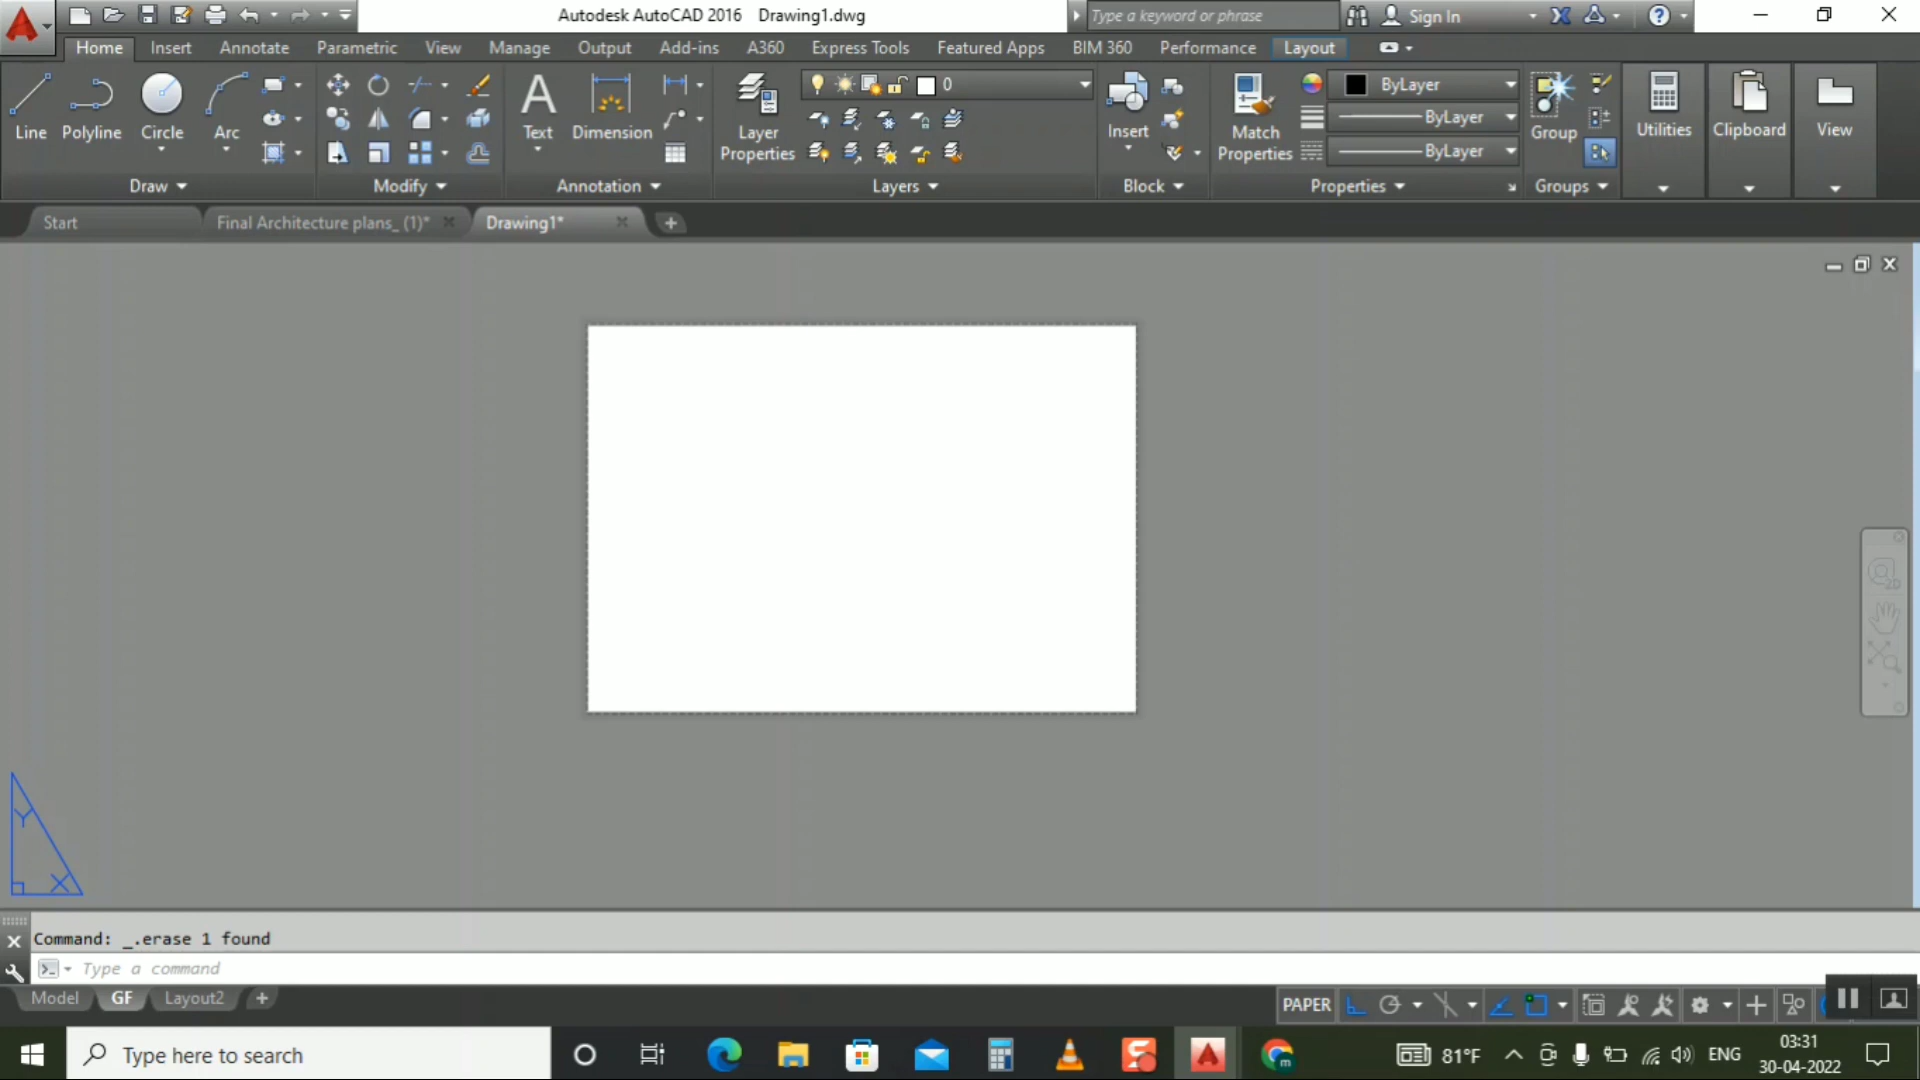 Autodesk AutoCAD 2016 Drawing1.dwg
Type a keyword or phrase
Sign In
Home Insert Annotate Parametric View Manage Output Add-ins A360 Express Tools Featured Apps BIM 360 Performance Layout
0
ByLayer
ByLayer
ByLayer
Line Polyline Circle Arc
Text Dimension
Layer Properties
Insert
Match Properties
Group
Utilities Clipboard View
Draw Modify Annotation Layers Block Properties Groups
Start Final Architecture plans_ (1)* Drawing1*
2D
Y
X
Command: _.erase 1 found
Type a command
Model GF Layout2
PAPER
Type here to search
81°F
ENG
03:31
30-04-2022